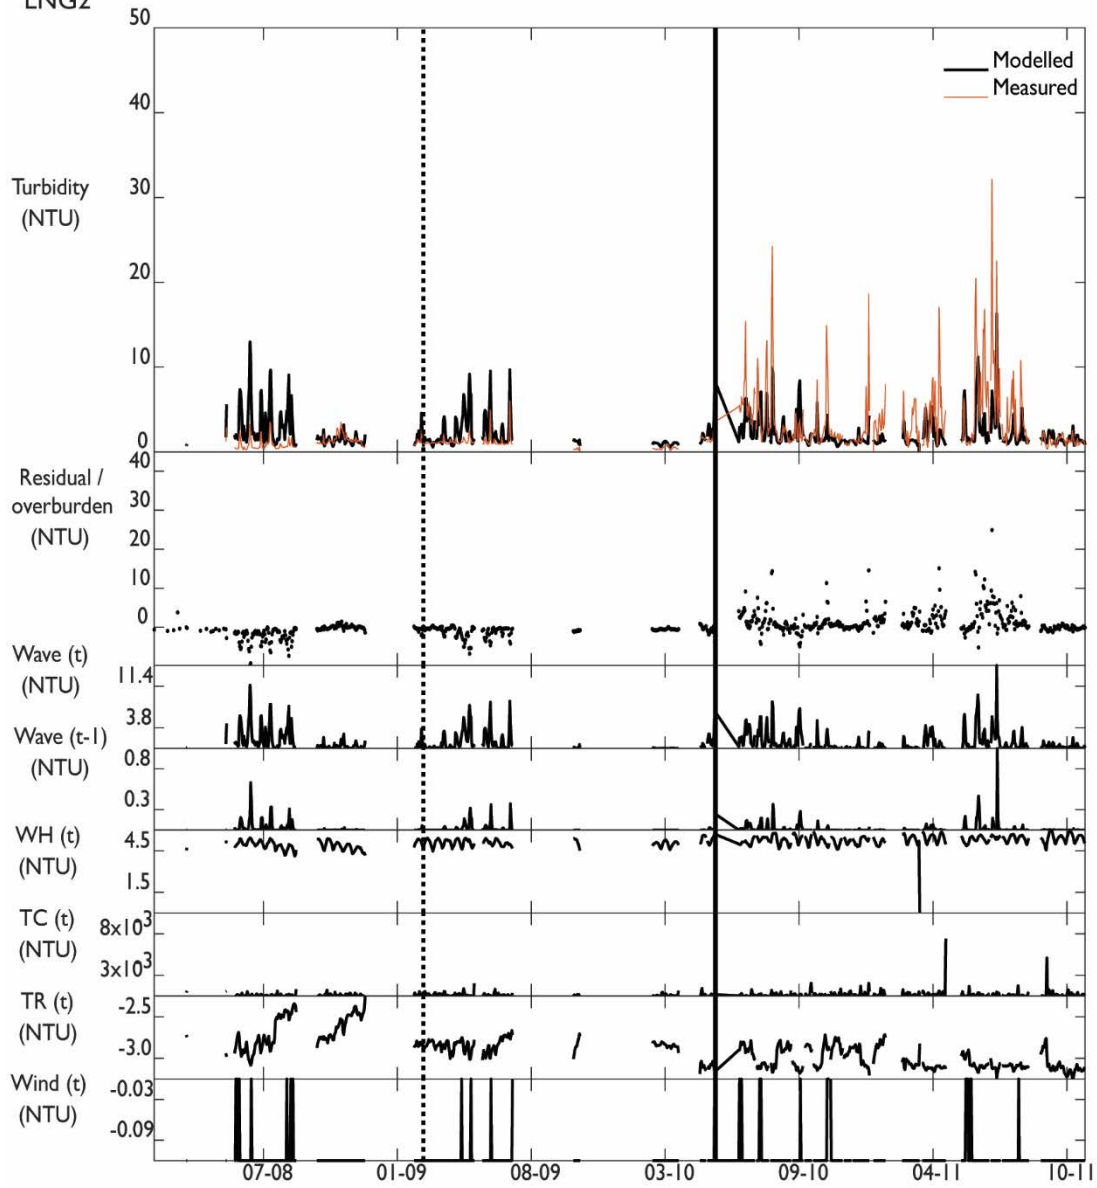 LNG2
50
Modelled
Measured
40
30
Turbidity
(NTU)
20
10
0
40
Residual /
overburden
(NTU)
30
20
10
0
Wave (t)
(NTU)
11.4
3.8
Wave (t-1)
(NTU)
0.8
0.3
WH (t)
(NTU)
4.5
1.5
TC (t)
(NTU)
8x10³
3x10³
TR (t)
(NTU)
-2.5
-3.0
Wind (t)
(NTU)
-0.03
-0.09
07-08 01-09 08-09 03-10 09-10 04-11 10-11